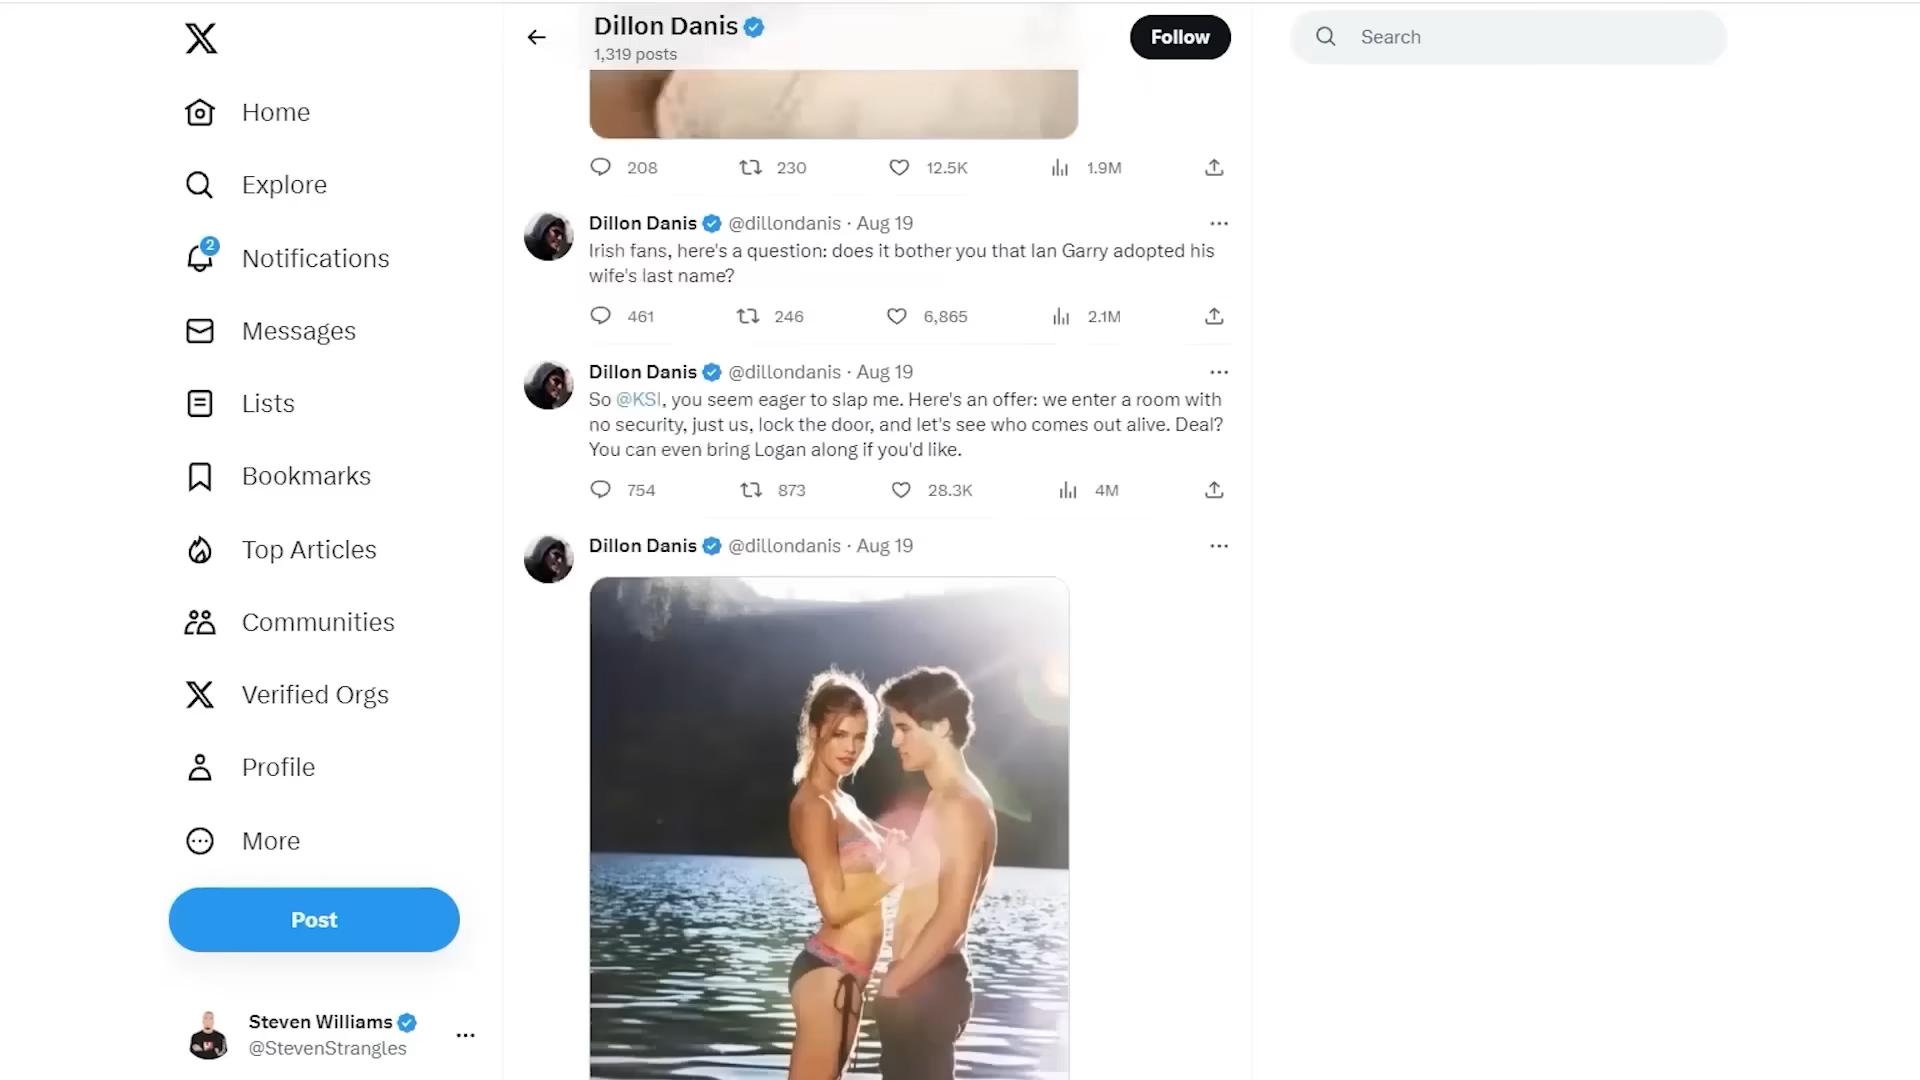 Dillon Danis
1,319 posts
Follow
Search
Home
Explore
2
Notifications
Messages
Lists
Bookmarks
Top Articles
Communities
Verified Orgs
Profile
More
Post
Steven Williams
@StevenStrangles
208 230 12.5K 1.9M
Dillon Danis @dillondanis · Aug 19
Irish fans, here's a question: does it bother you that Ian Garry adopted his
wife's last name?
461 246 6,865 2.1M
Dillon Danis @dillondanis · Aug 19
So @KSI, you seem eager to slap me. Here's an offer: we enter a room with
no security, just us, lock the door, and let's see who comes out alive. Deal?
You can even bring Logan along if you'd like.
754 873 28.3K 4M
Dillon Danis @dillondanis · Aug 19